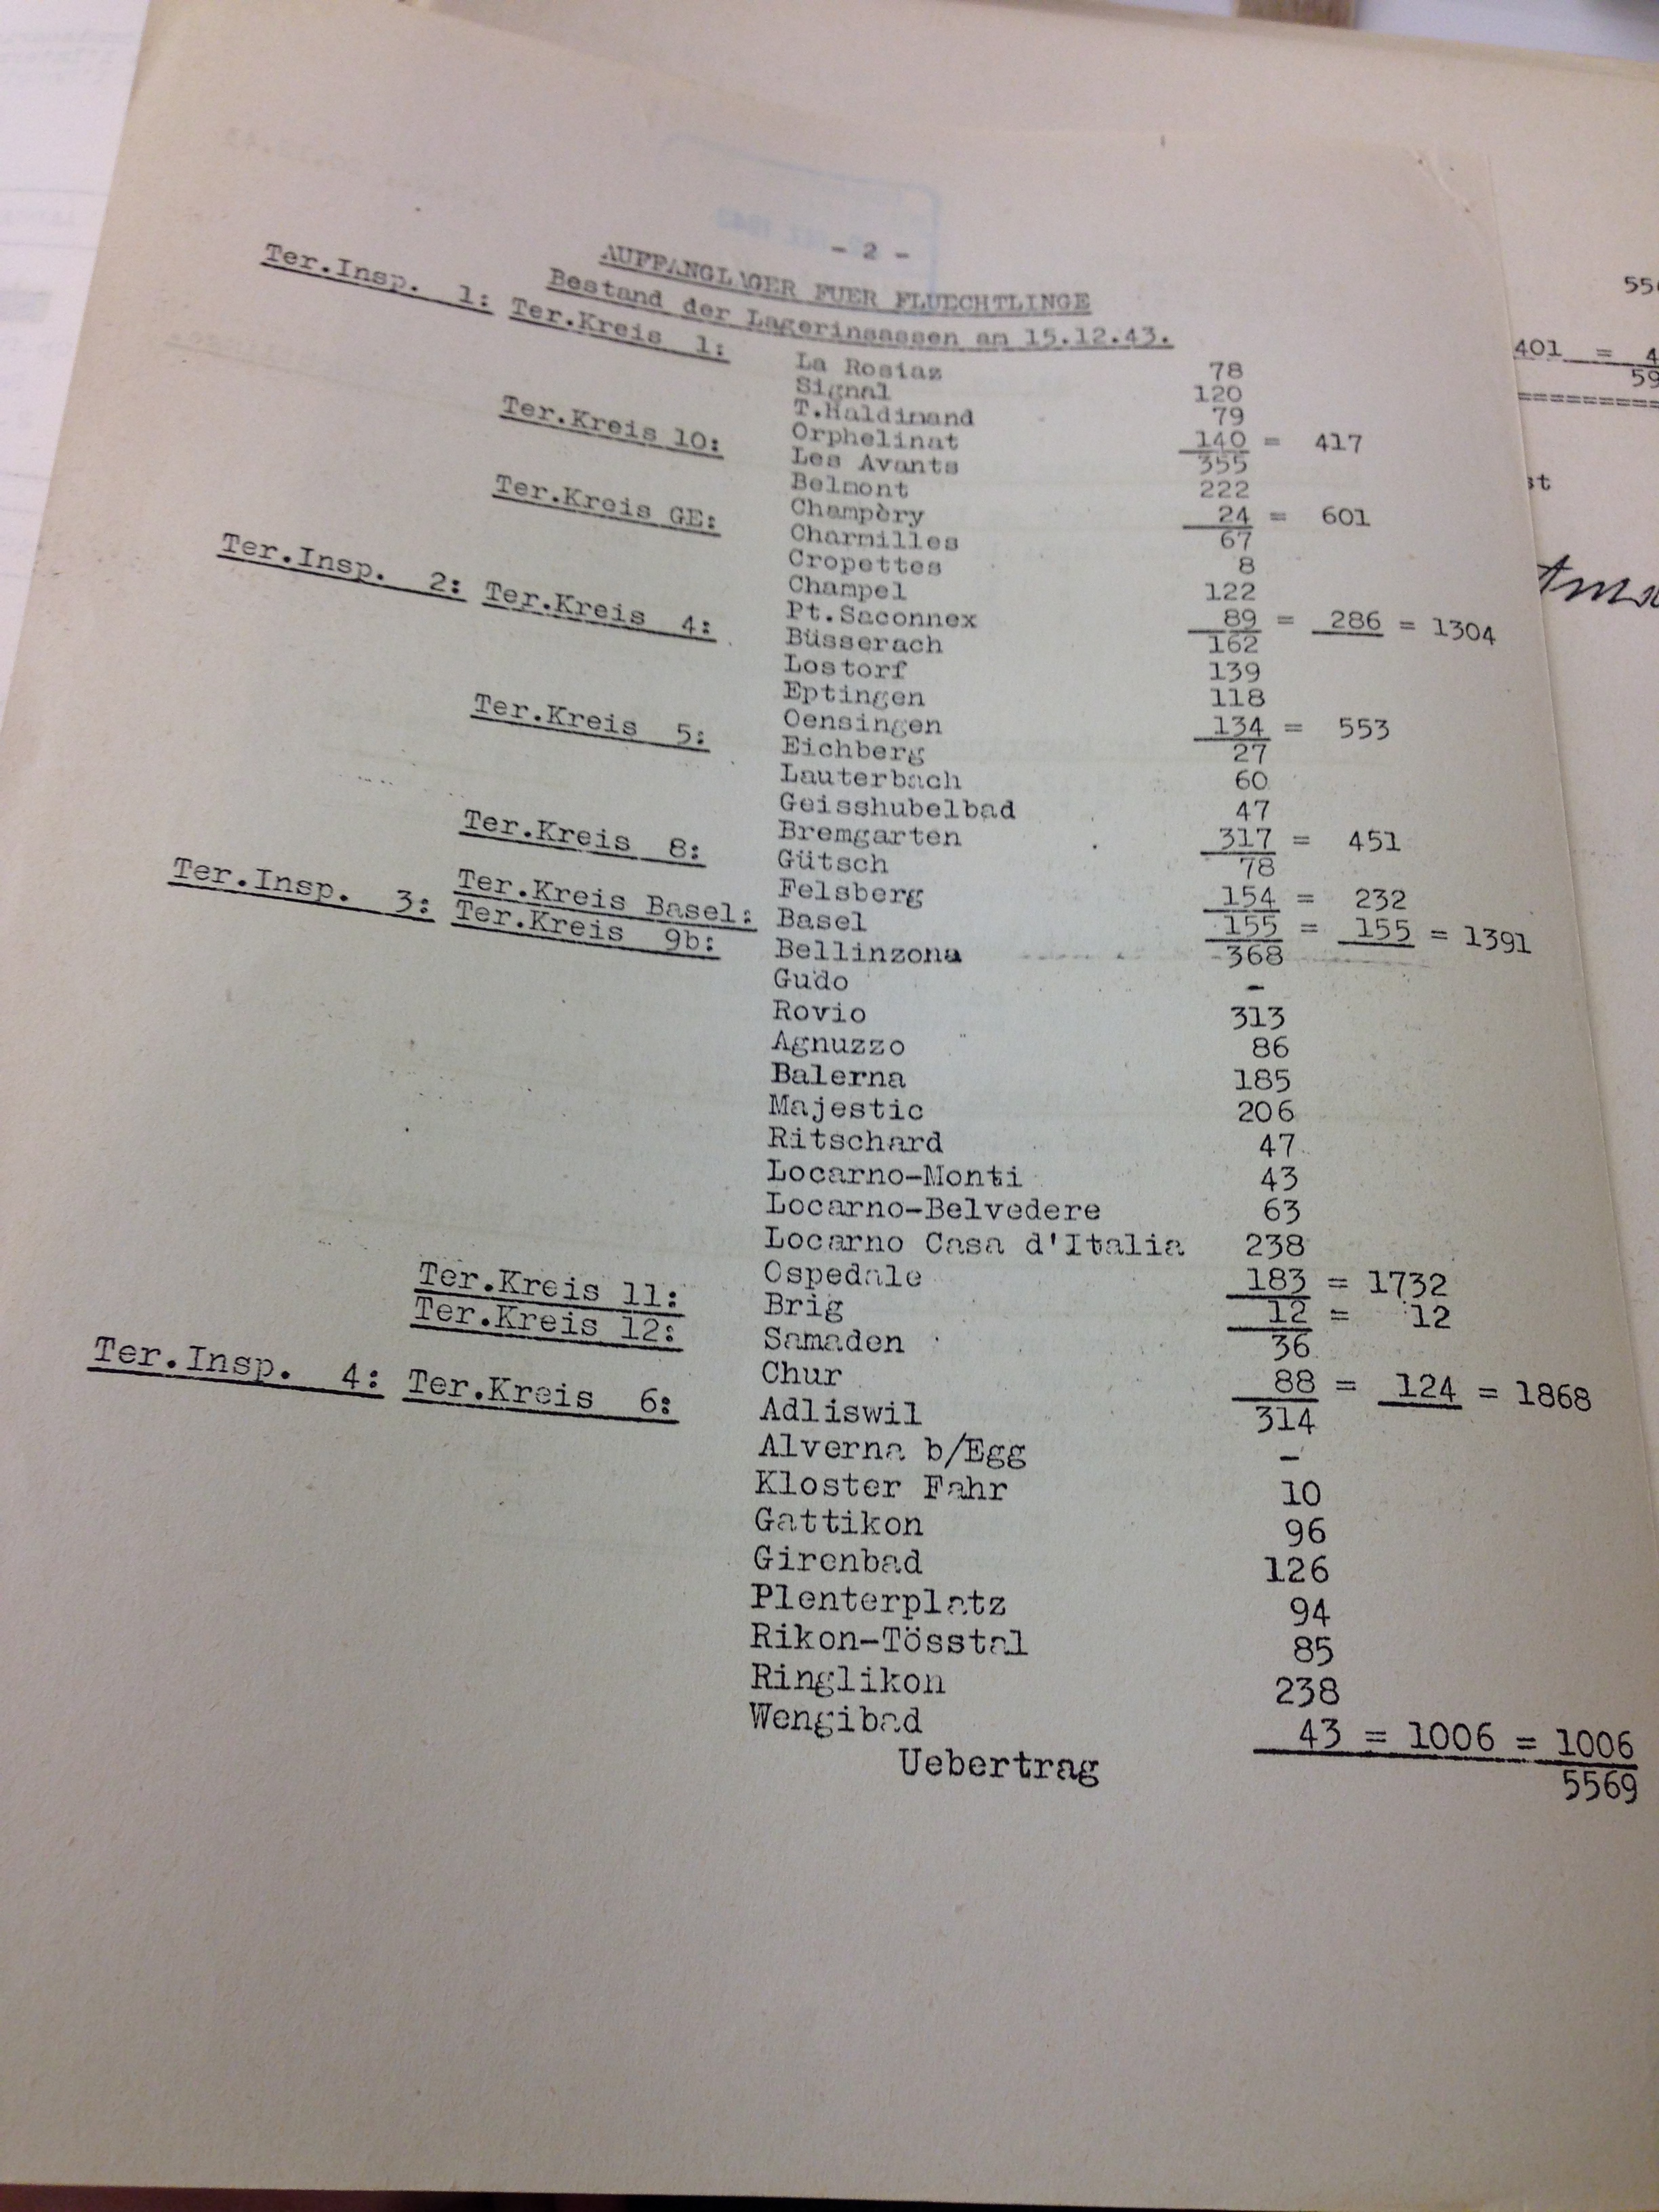 - 2 -
AUFFANGLAGER FUER FLUECHTLINGE
Bestand der Lagerinsassen am 15.12.43.
Ter.Insp. 1: Ter.Kreis 1: La Rosiaz 78
Signal 120
T.Haldimand 79
Orphelinat 140 = 417
Ter.Kreis 10: Les Avants 355
Belmont 222
Champèry 24 = 601
Ter.Kreis GE: Charmilles 67
Cropettes 8
Champel 122
Pt.Saconnex 89 = 286 = 1304
Ter.Insp. 2: Ter.Kreis 4: Büsserach 162
Lostorf 139
Eptingen 118
Oensingen 134 = 553
Ter.Kreis 5: Eichberg 27
Lauterbach 60
Geisshubelbad 47
Bremgarten 317 = 451
Ter.Kreis 8: Gütsch 78
Felsberg 154 = 232
Ter.Kreis Basel: Basel 155 = 155 = 1391
Ter.Insp. 3: Ter.Kreis 9b: Bellinzona 368
Gudo -
Rovio 313
Agnuzzo 86
Balerna 185
Majestic 206
Ritschard 47
Locarno-Monti 43
Locarno-Belvedere 63
Locarno Casa d'Italia 238
Ospedale 183 = 1732
Ter.Kreis 11: Brig 12 = 12
Ter.Kreis 12: Samaden 36
Chur 88 = 124 = 1868
Ter.Insp. 4: Ter.Kreis 6: Adliswil 314
Alverna b/Egg -
Kloster Fahr 10
Gattikon 96
Girenbad 126
Plenterplatz 94
Rikon-Tösstal 85
Ringlikon 238
Wengibad 43 = 1006 = 1006
Uebertrag 5569
401 =